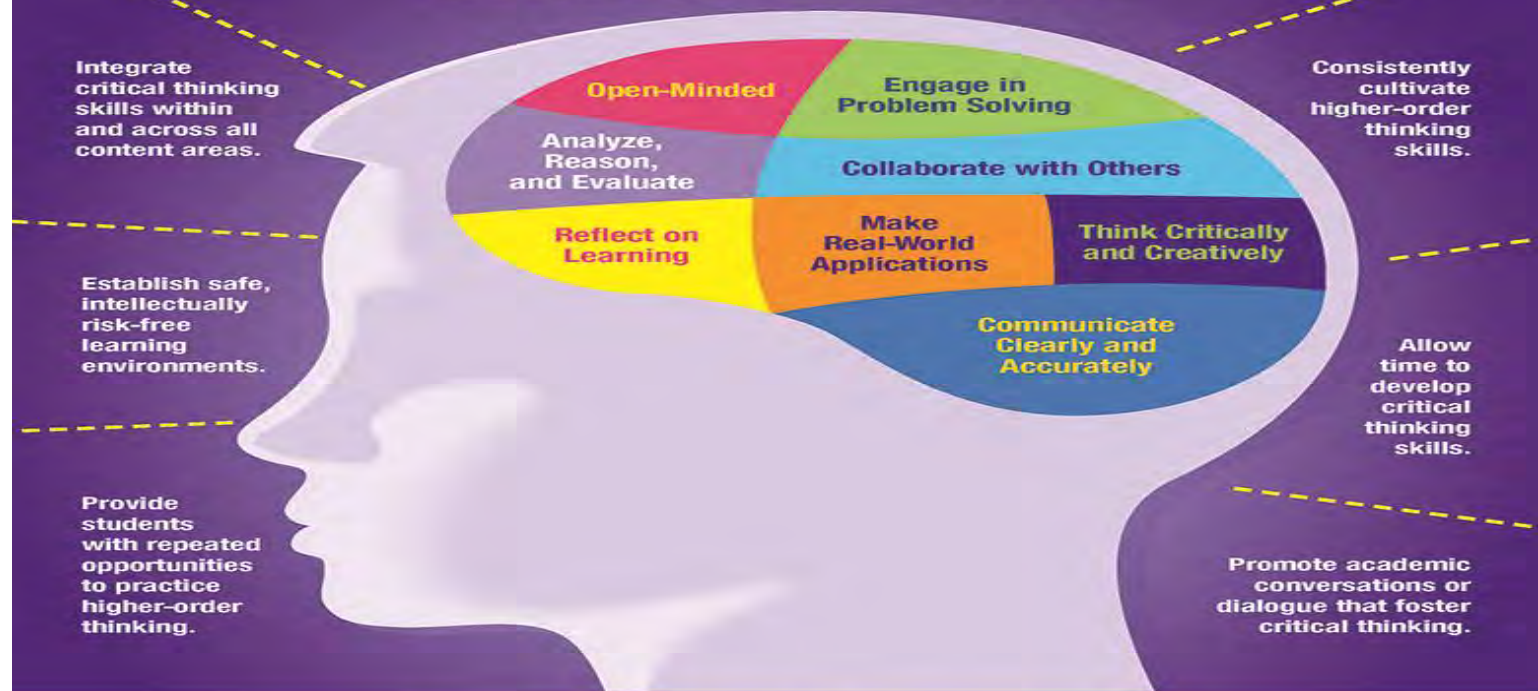 Integrate
critical thinking
skills within
and across all
content areas.
Establish safe,
intellectually
risk-free
learning
environments.
Provide
students
with repeated
opportunities
to practice
higher-order
thinking.
Open-Minded
Engage in
Problem Solving
Analyze,
Reason,
and Evaluate
Collaborate with Others
Reflect on
Learning
Make
Real-World
Applications
Think Critically
and Creatively
Communicate
Clearly and
Accurately
Consistently
cultivate
higher-order
thinking
skills.
Allow
time to
develop
critical
thinking
skills.
Promote academic
conversations or
dialogue that foster
critical thinking.